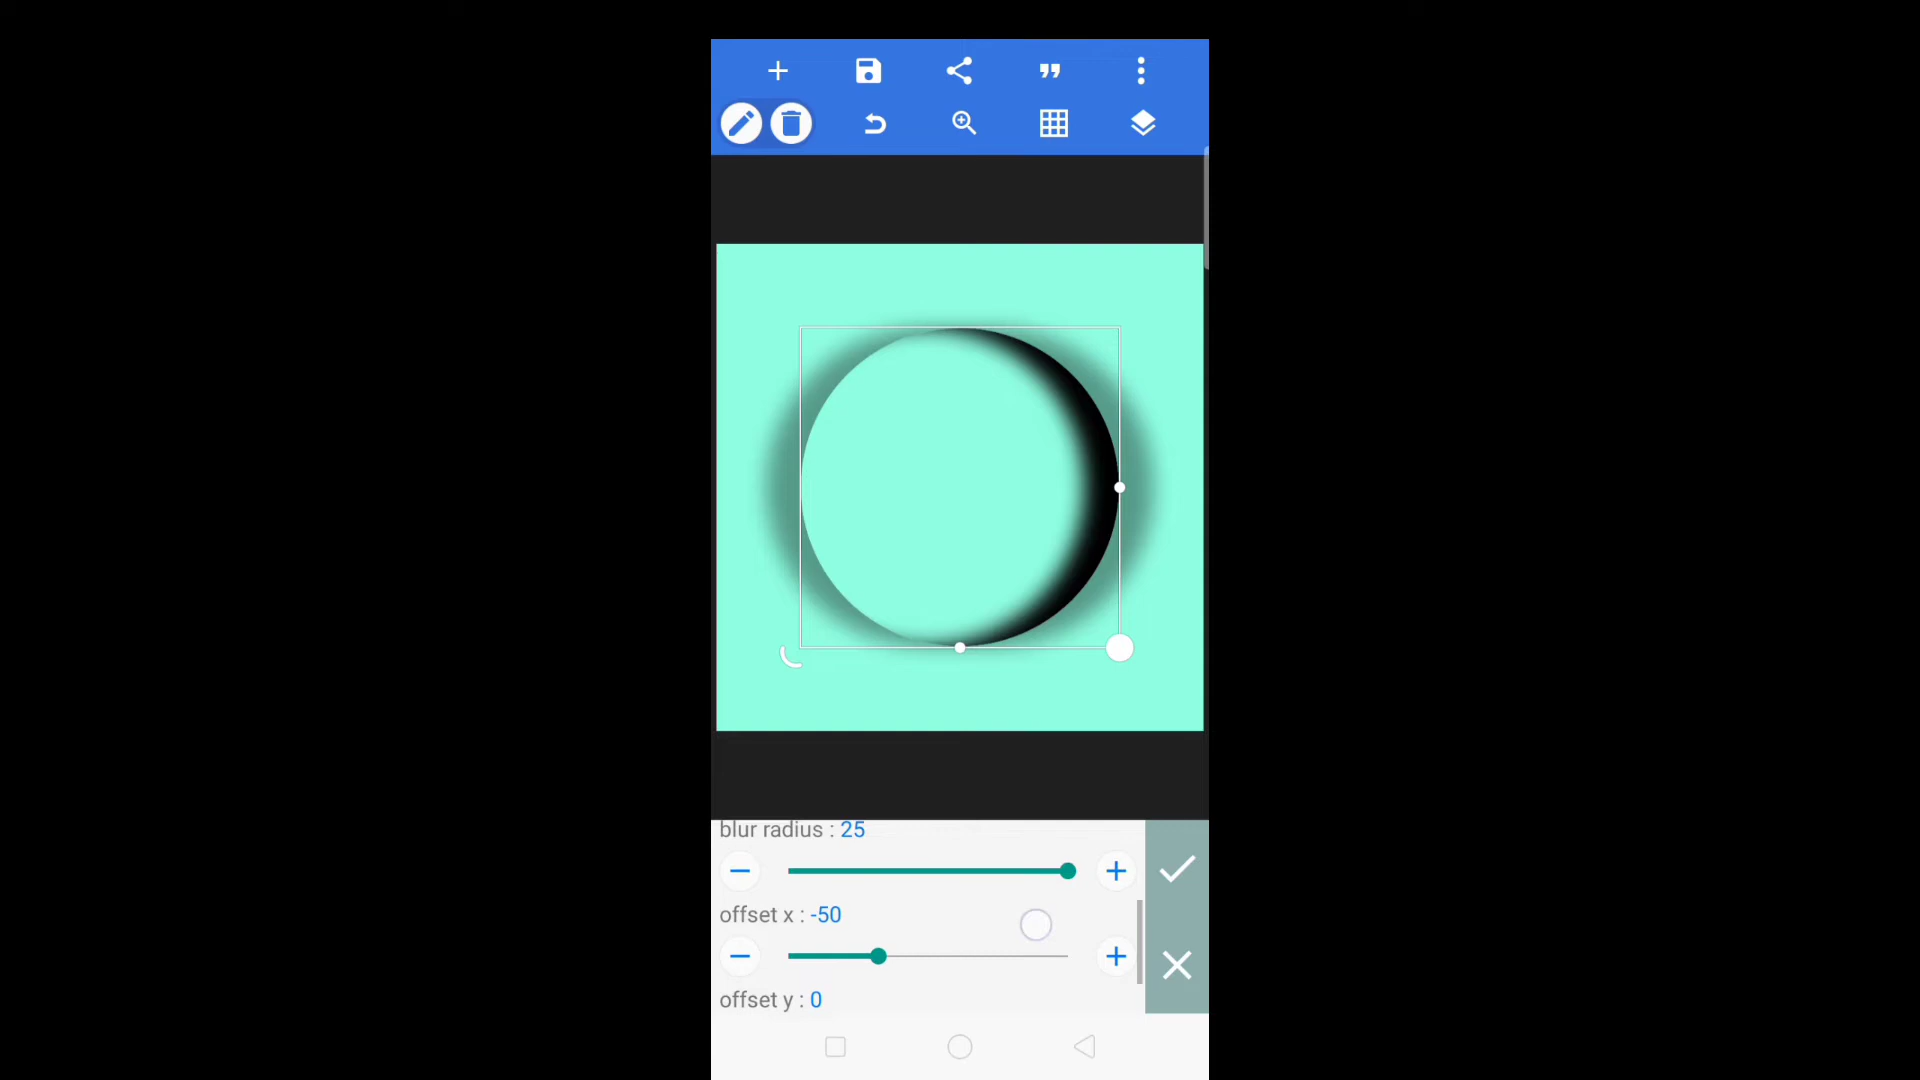 blur radius : 25
offset x : -50
offset y : 0